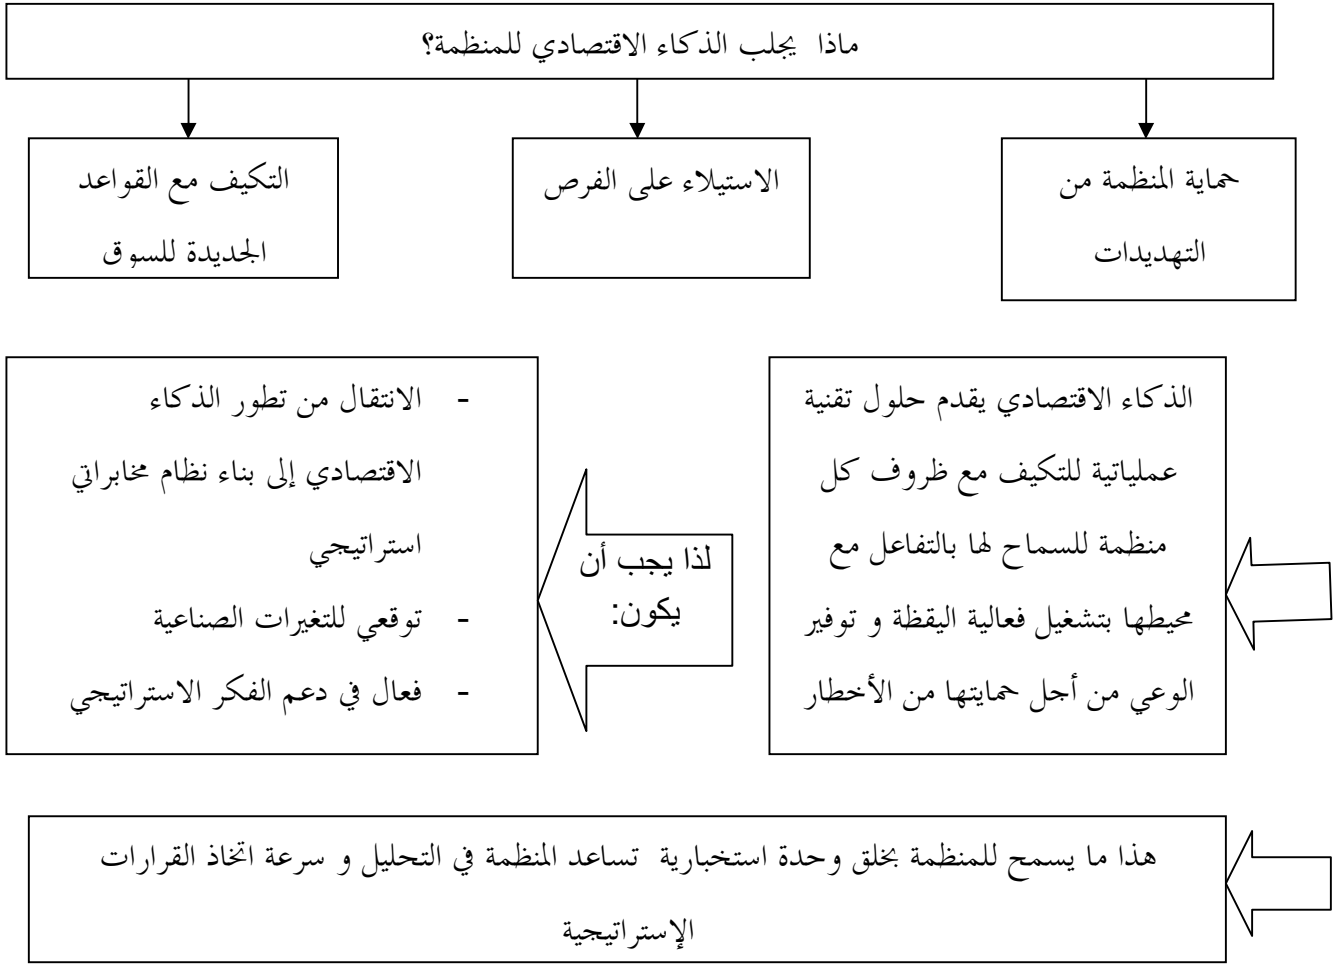 ماذا يجلب الذكاء الاقتصادي للمنظمة؟
حماية المنظمة من
التهديدات
الاستيلاء على الفرص
التكيف مع القواعد
الجديدة للسوق
الذكاء الاقتصادي يقدم حلول تقنية
عملياتية للتكيف مع ظروف كل
منظمة للسماح لها بالتفاعل مع
محيطها بتشغيل فعالية اليقظة و توفير
الوعي من أجل حمايتها من الأخطار
لذا يجب أن
يكون:
- الانتقال من تطور الذكاء
الاقتصادي إلى بناء نظام مخابراتي
استراتيجي
- توقعي للتغيرات الصناعية
- فعال في دعم الفكر الاستراتيجي
هذا ما يسمح للمنظمة بخلق وحدة استخبارية تساعد المنظمة في التحليل و سرعة اتخاذ القرارات
الإستراتيجية